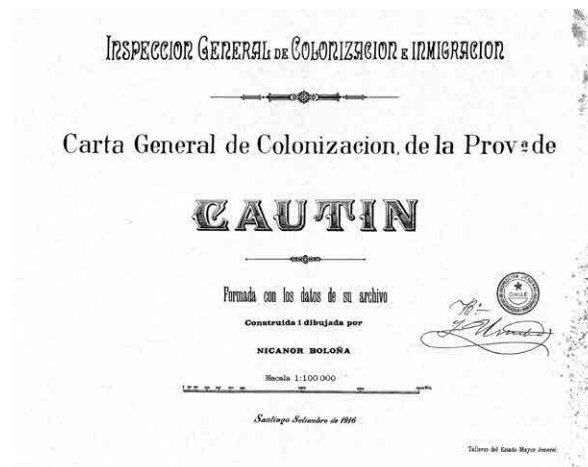 INSPECCION GENERAL DE COLONIZACION E INMIGRACION
Carta General de Colonizacion, de la Provª de
CAUTIN
Formada con los datos de su archivo
Construida i dibujada por
NICANOR BOLOÑA
Escala 1:100 000
Santiago Setiembre de 1916
CHILE
Talleres del Estado Mayor Jeneral